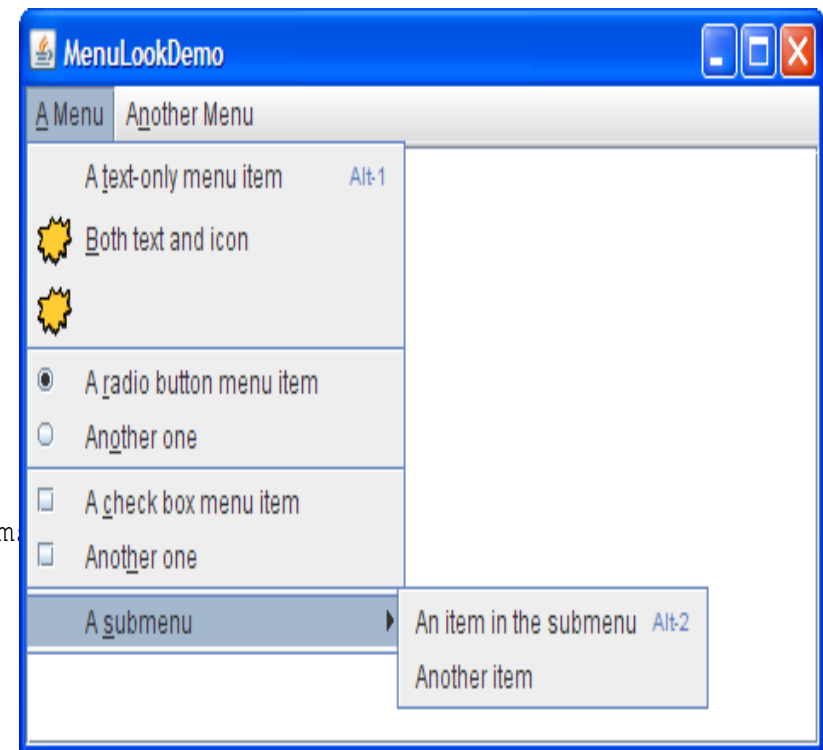 MenuLookDemo
A Menu Another Menu
A text-only menu item Alt-1
Both text and icon
A radio button menu item
Another one
A check box menu item
Another one
A submenu
An item in the submenu Alt-2
Another item